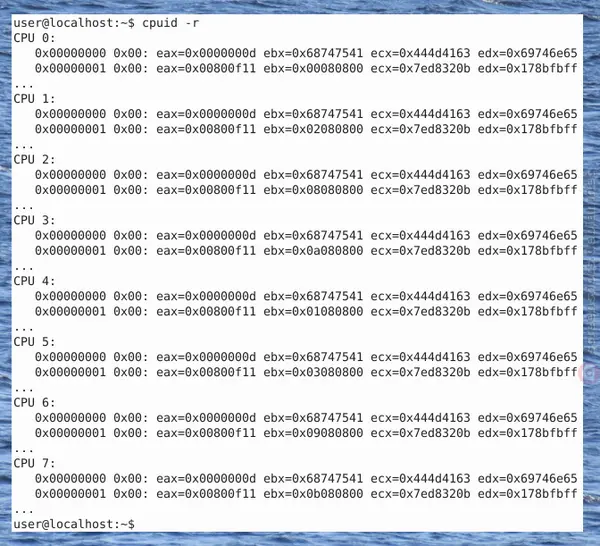 user@localhost:~$ cpuid -r
CPU 0:
   0x00000000 0x00: eax=0x0000000d ebx=0x68747541 ecx=0x444d4163 edx=0x69746e65
   0x00000001 0x00: eax=0x00800f11 ebx=0x00080800 ecx=0x7ed8320b edx=0x178bfbff
...
CPU 1:
   0x00000000 0x00: eax=0x0000000d ebx=0x68747541 ecx=0x444d4163 edx=0x69746e65
   0x00000001 0x00: eax=0x00800f11 ebx=0x02080800 ecx=0x7ed8320b edx=0x178bfbff
...
CPU 2:
   0x00000000 0x00: eax=0x0000000d ebx=0x68747541 ecx=0x444d4163 edx=0x69746e65
   0x00000001 0x00: eax=0x00800f11 ebx=0x08080800 ecx=0x7ed8320b edx=0x178bfbff
...
CPU 3:
   0x00000000 0x00: eax=0x0000000d ebx=0x68747541 ecx=0x444d4163 edx=0x69746e65
   0x00000001 0x00: eax=0x00800f11 ebx=0x0a080800 ecx=0x7ed8320b edx=0x178bfbff
...
CPU 4:
   0x00000000 0x00: eax=0x0000000d ebx=0x68747541 ecx=0x444d4163 edx=0x69746e65
   0x00000001 0x00: eax=0x00800f11 ebx=0x01080800 ecx=0x7ed8320b edx=0x178bfbff
...
CPU 5:
   0x00000000 0x00: eax=0x0000000d ebx=0x68747541 ecx=0x444d4163 edx=0x69746e65
   0x00000001 0x00: eax=0x00800f11 ebx=0x03080800 ecx=0x7ed8320b edx=0x178bfbff
...
CPU 6:
   0x00000000 0x00: eax=0x0000000d ebx=0x68747541 ecx=0x444d4163 edx=0x69746e65
   0x00000001 0x00: eax=0x00800f11 ebx=0x09080800 ecx=0x7ed8320b edx=0x178bfbff
...
CPU 7:
   0x00000000 0x00: eax=0x0000000d ebx=0x68747541 ecx=0x444d4163 edx=0x69746e65
   0x00000001 0x00: eax=0x00800f11 ebx=0x0b080800 ecx=0x7ed8320b edx=0x178bfbff
...
user@localhost:~$